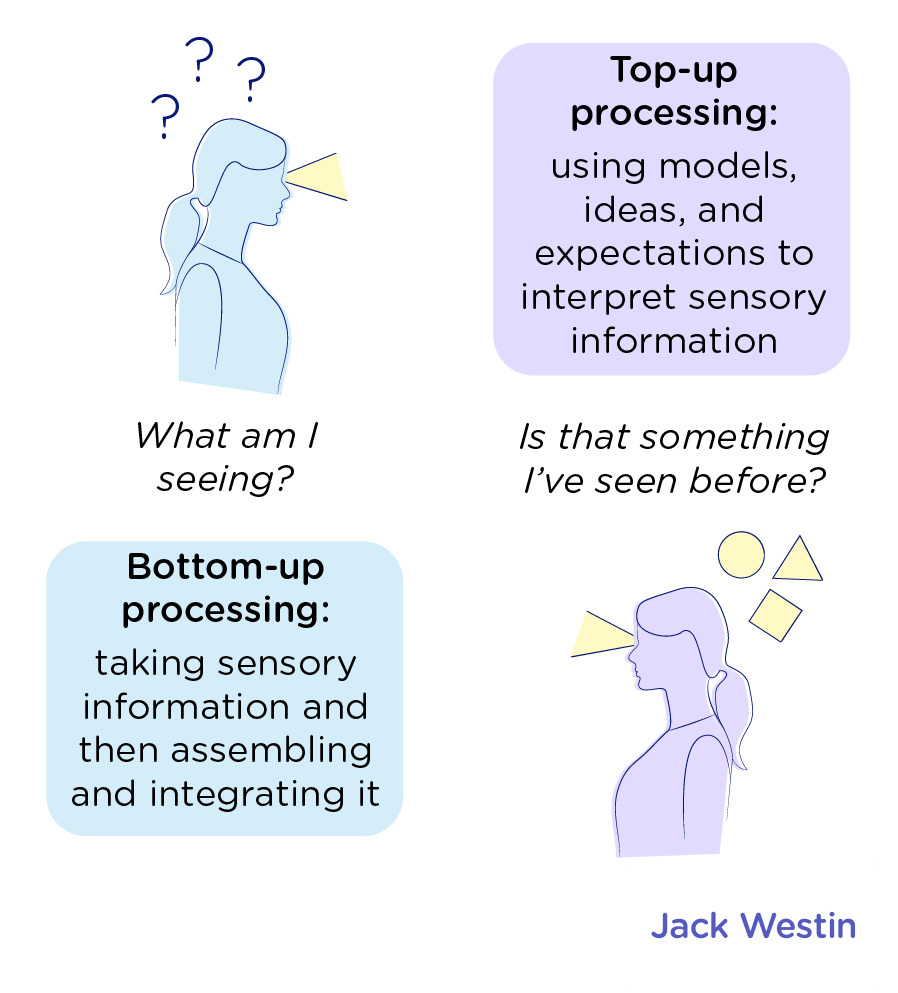 ? ? ?
What am I
seeing?
Bottom-up
processing:
taking sensory
information and
then assembling
and integrating it
Top-up
processing:
using models,
ideas, and
expectations to
interpret sensory
information
Is that something
I’ve seen before?
Jack Westin